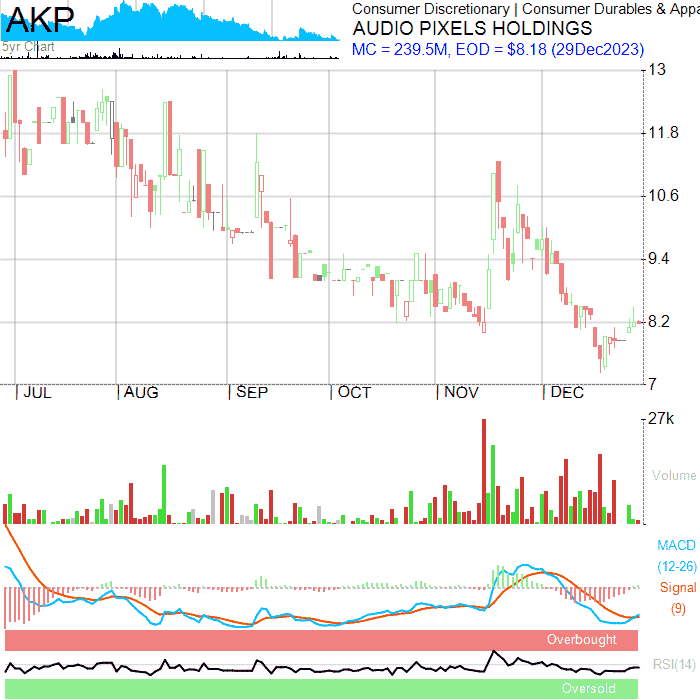 AKP
5yr Chart
Consumer Discretionary | Consumer Durables & Appa
AUDIO PIXELS HOLDINGS
MC = 239.5M, EOD = $8.18 (29Dec2023)
13
11.8
10.6
9.4
8.2
7
JUL AUG SEP OCT NOV DEC
27k
Volume
MACD
(12-26)
Signal
(9)
Overbought
RSI(14)
Oversold